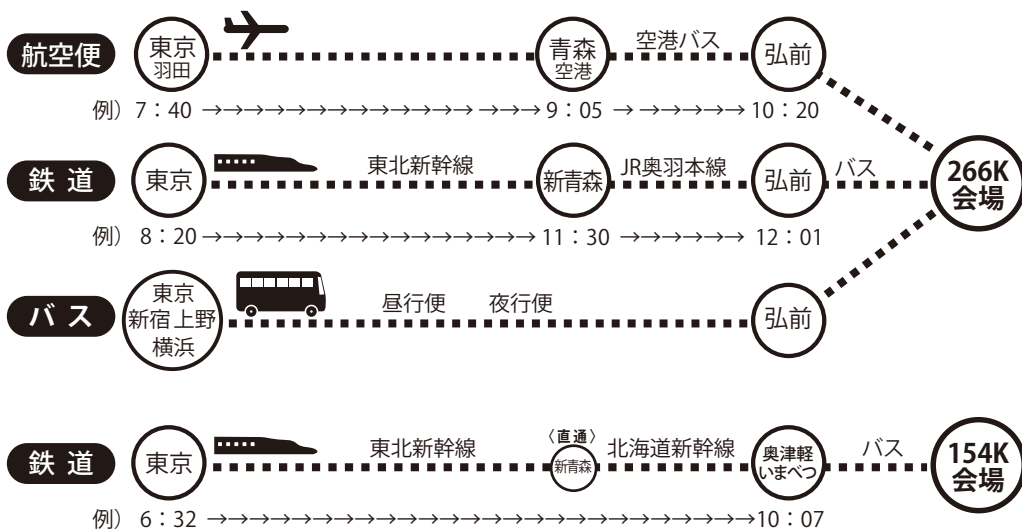 航空便 東京 羽田 青森 空港 空港バス 弘前
例） 7：40 →→→→→→→→→→→→→→ →→→→9：05 → →→→→→→ 10：20
鉄 道 東京 東北新幹線 新青森 JR奥羽本線 弘前 バス 266K 会場
例） 8：20 →→→→→→→→→→→→→→→→→→ 11：30 →→→→→→→ 12：01
バ ス 東京 新宿 上野 横浜 昼行便 夜行便 弘前
鉄 道 東京 東北新幹線 〈直通〉 新青森 北海道新幹線 奥津軽 いまべつ バス 154K 会場
例） 6：32 →→→→→→→→→→→→→→→→→→→→→→→→→→→→→→10：07